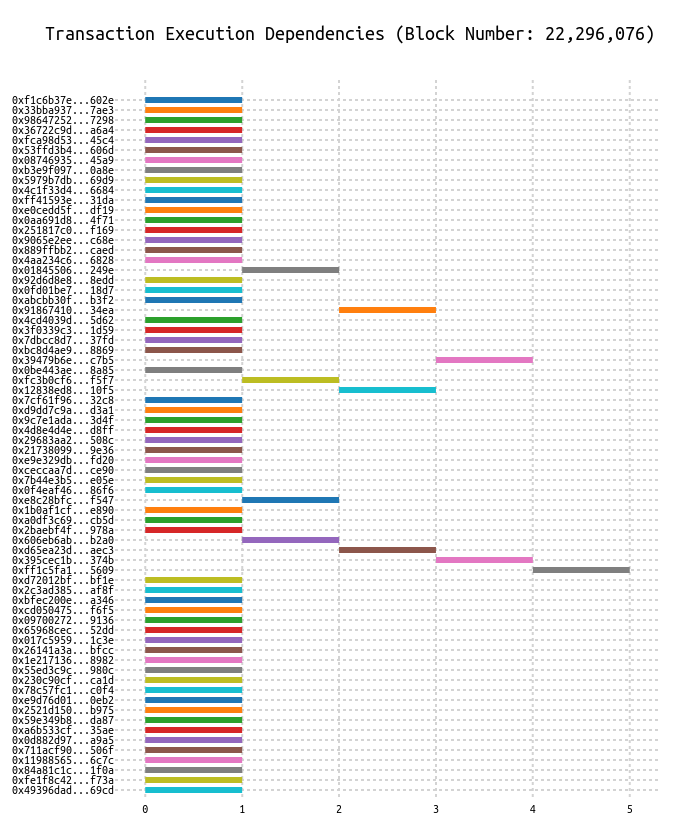 Transaction Execution Dependencies (Block Number: 22,296,076)
0xf1c6b37e...602e
0x33bba937...7ae3
0x98647252...7298
0x36722c9d...a6a4
0xfca98d53...45c4
0x53ffd3b4...606d
0x08746935...45a9
0xb3e9f097...0a8e
0x5979b7db...69d9
0x4c1f33d4...6684
0xff41593e...31da
0xe0cedd5f...df19
0x0aa691d8...4f71
0x251817c0...f169
0x9065e2ee...c68e
0x889ffbb2...caed
0x4aa234c6...6828
0x01845506...249e
0x92d6d8e8...8edd
0x0fd01be7...18d7
0xabcbb30f...b3f2
0x91867410...34ea
0x4cd4039d...5d62
0x3f0339c3...1d59
0x7dbcc8d7...37fd
0xbc8d4ae9...8869
0x39479b6e...c7b5
0x0be443ae...8a85
0xfc3b0cf6...f5f7
0x12838ed8...10f5
0x7cf61f96...32c8
0xd9dd7c9a...d3a1
0x9c7e1ada...3d4f
0x4d8e4d4e...d8ff
0x29683aa2...508c
0x21738099...9e36
0xe9e329db...fd20
0xceccaa7d...ce90
0x7b44e3b5...e05e
0x0f4eaf46...86f6
0xe8c28bfc...f547
0x1b0af1cf...e890
0xa0df3c69...cb5d
0x2baebf4f...978a
0x606eb6ab...b2a0
0xd65ea23d...aec3
0x395cec1b...374b
0xff1c5fa1...5609
0xd72012bf...bf1e
0x2c3ad385...af8f
0xbfec200e...a346
0xcd050475...f6f5
0x09700272...9136
0x65968cec...52dd
0x017c5959...1c3e
0x26141a3a...bfcc
0x1e217136...8982
0x55ed3c9c...980c
0x230c90cf...ca1d
0x78c57fc1...c0f4
0xe9d76d01...0eb2
0x2521d150...b975
0x59e349b8...da87
0xa6b533cf...35ae
0x0d882d97...a9a5
0x711acf90...506f
0x11988565...6c7c
0x84a81c1c...1f0a
0xfe1f8c42...f73a
0x49396dad...69cd
0 1 2 3 4 5